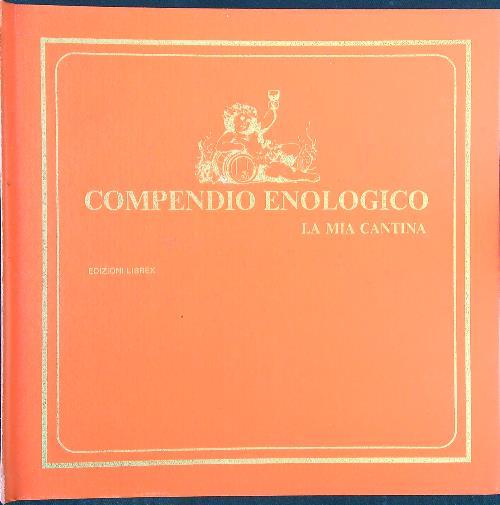 COMPENDIO ENOLOGICO
LA MIA CANTINA
EDIZIONI LIBREX